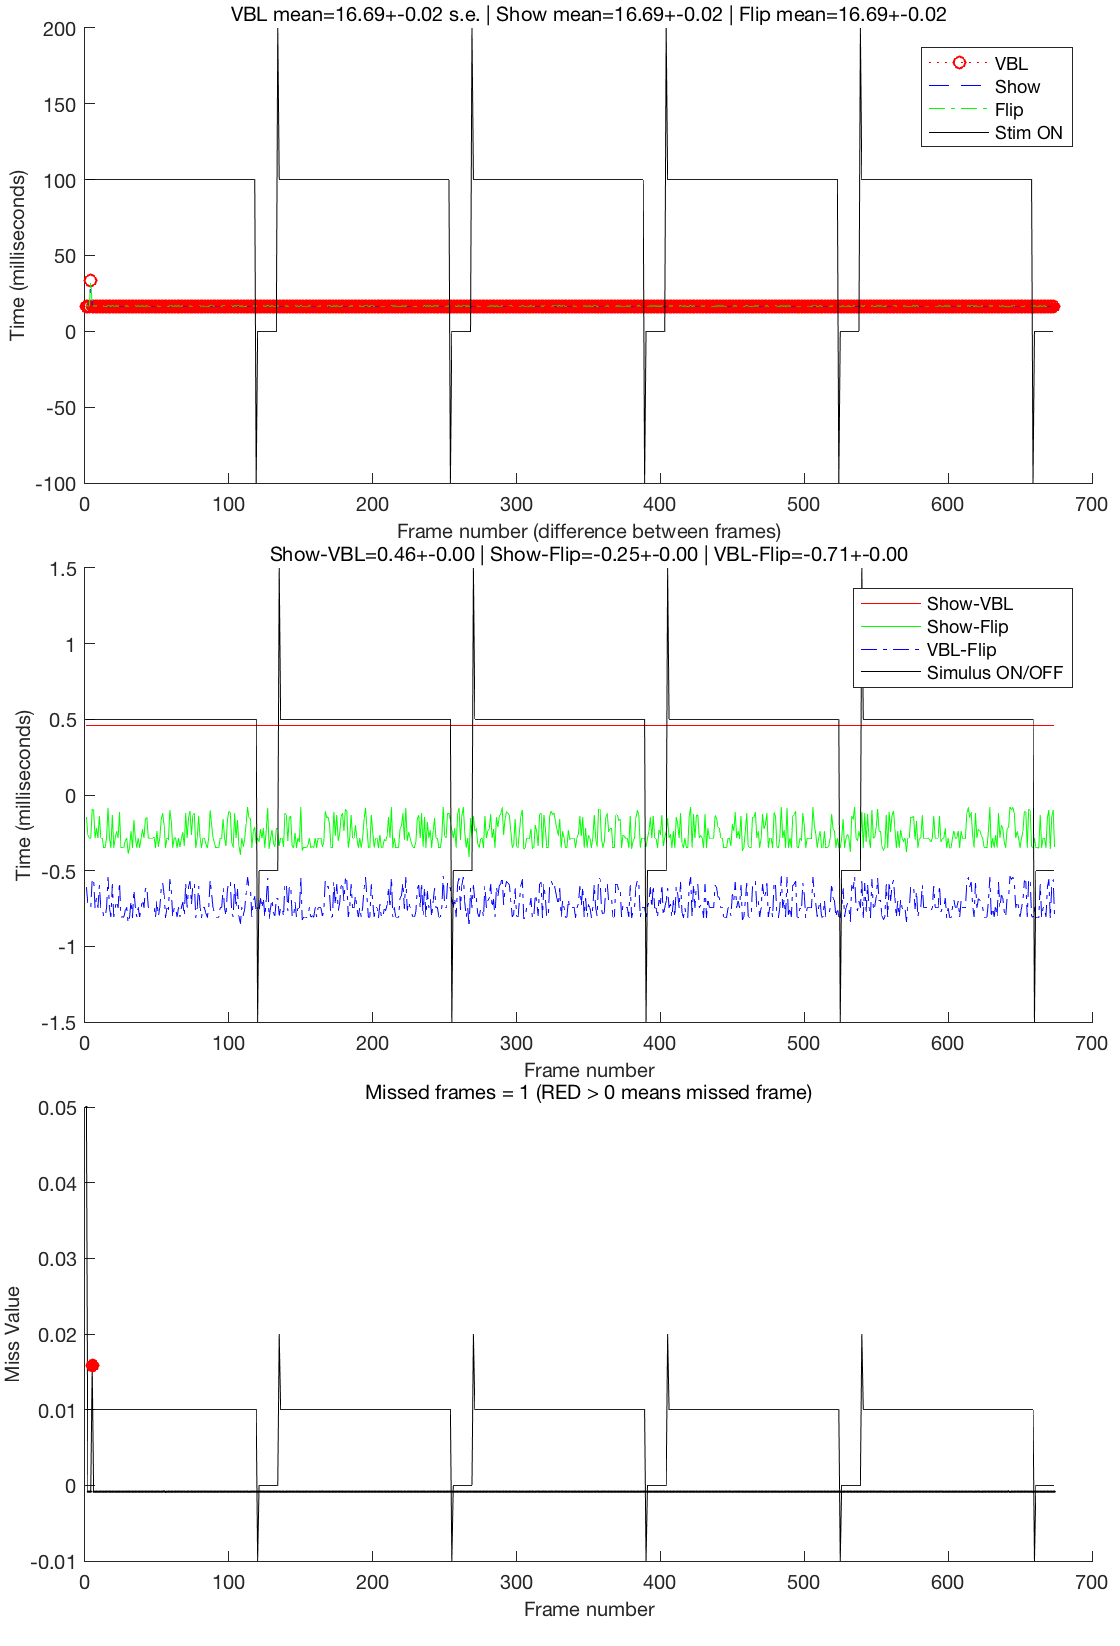 VBL mean=16.69+-0.02 s.e. | Show mean=16.69+-0.02 | Flip mean=16.69+-0.02
200
150
100
50
0
-50
-100
Time (milliseconds)
VBL
Show
Flip
Stim ON
0 100 200 300 400 500 600 700
Frame number (difference between frames)
Show-VBL=0.46+-0.00 | Show-Flip=-0.25+-0.00 | VBL-Flip=-0.71+-0.00
1.5
1
0.5
0
-0.5
-1
-1.5
Time (milliseconds)
Show-VBL
Show-Flip
VBL-Flip
Simulus ON/OFF
0 100 200 300 400 500 600 700
Frame number
Missed frames = 1 (RED > 0 means missed frame)
0.05
0.04
0.03
0.02
0.01
0
-0.01
Miss Value
0 100 200 300 400 500 600 700
Frame number